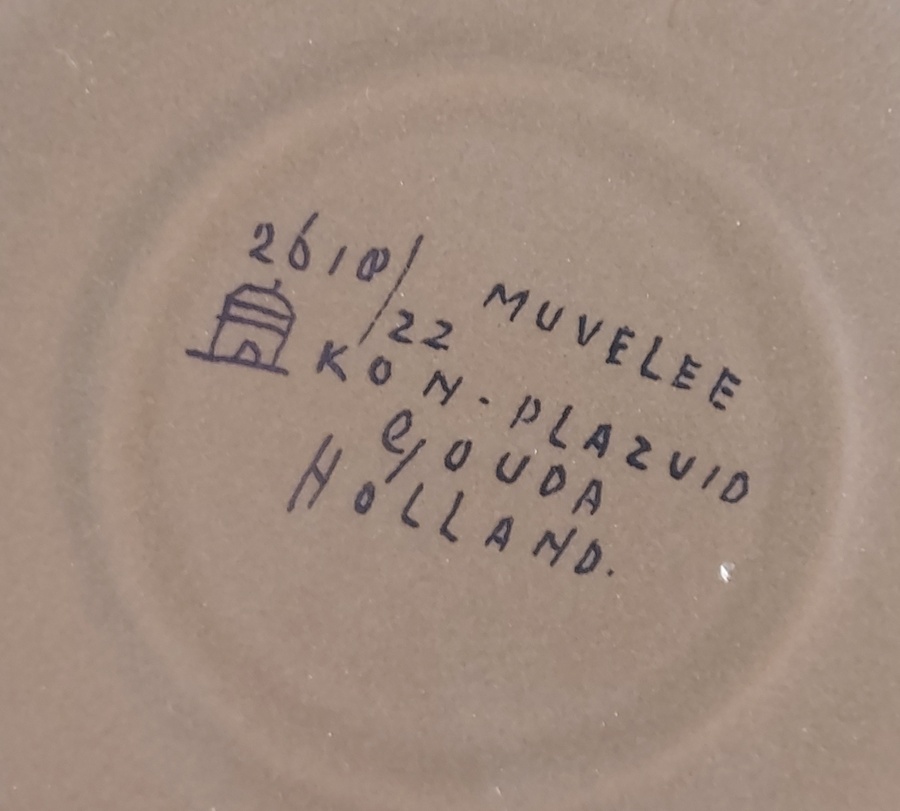 2610/22 MUVELEE
KON-PLAZUID
GOUDA
HOLLAND.